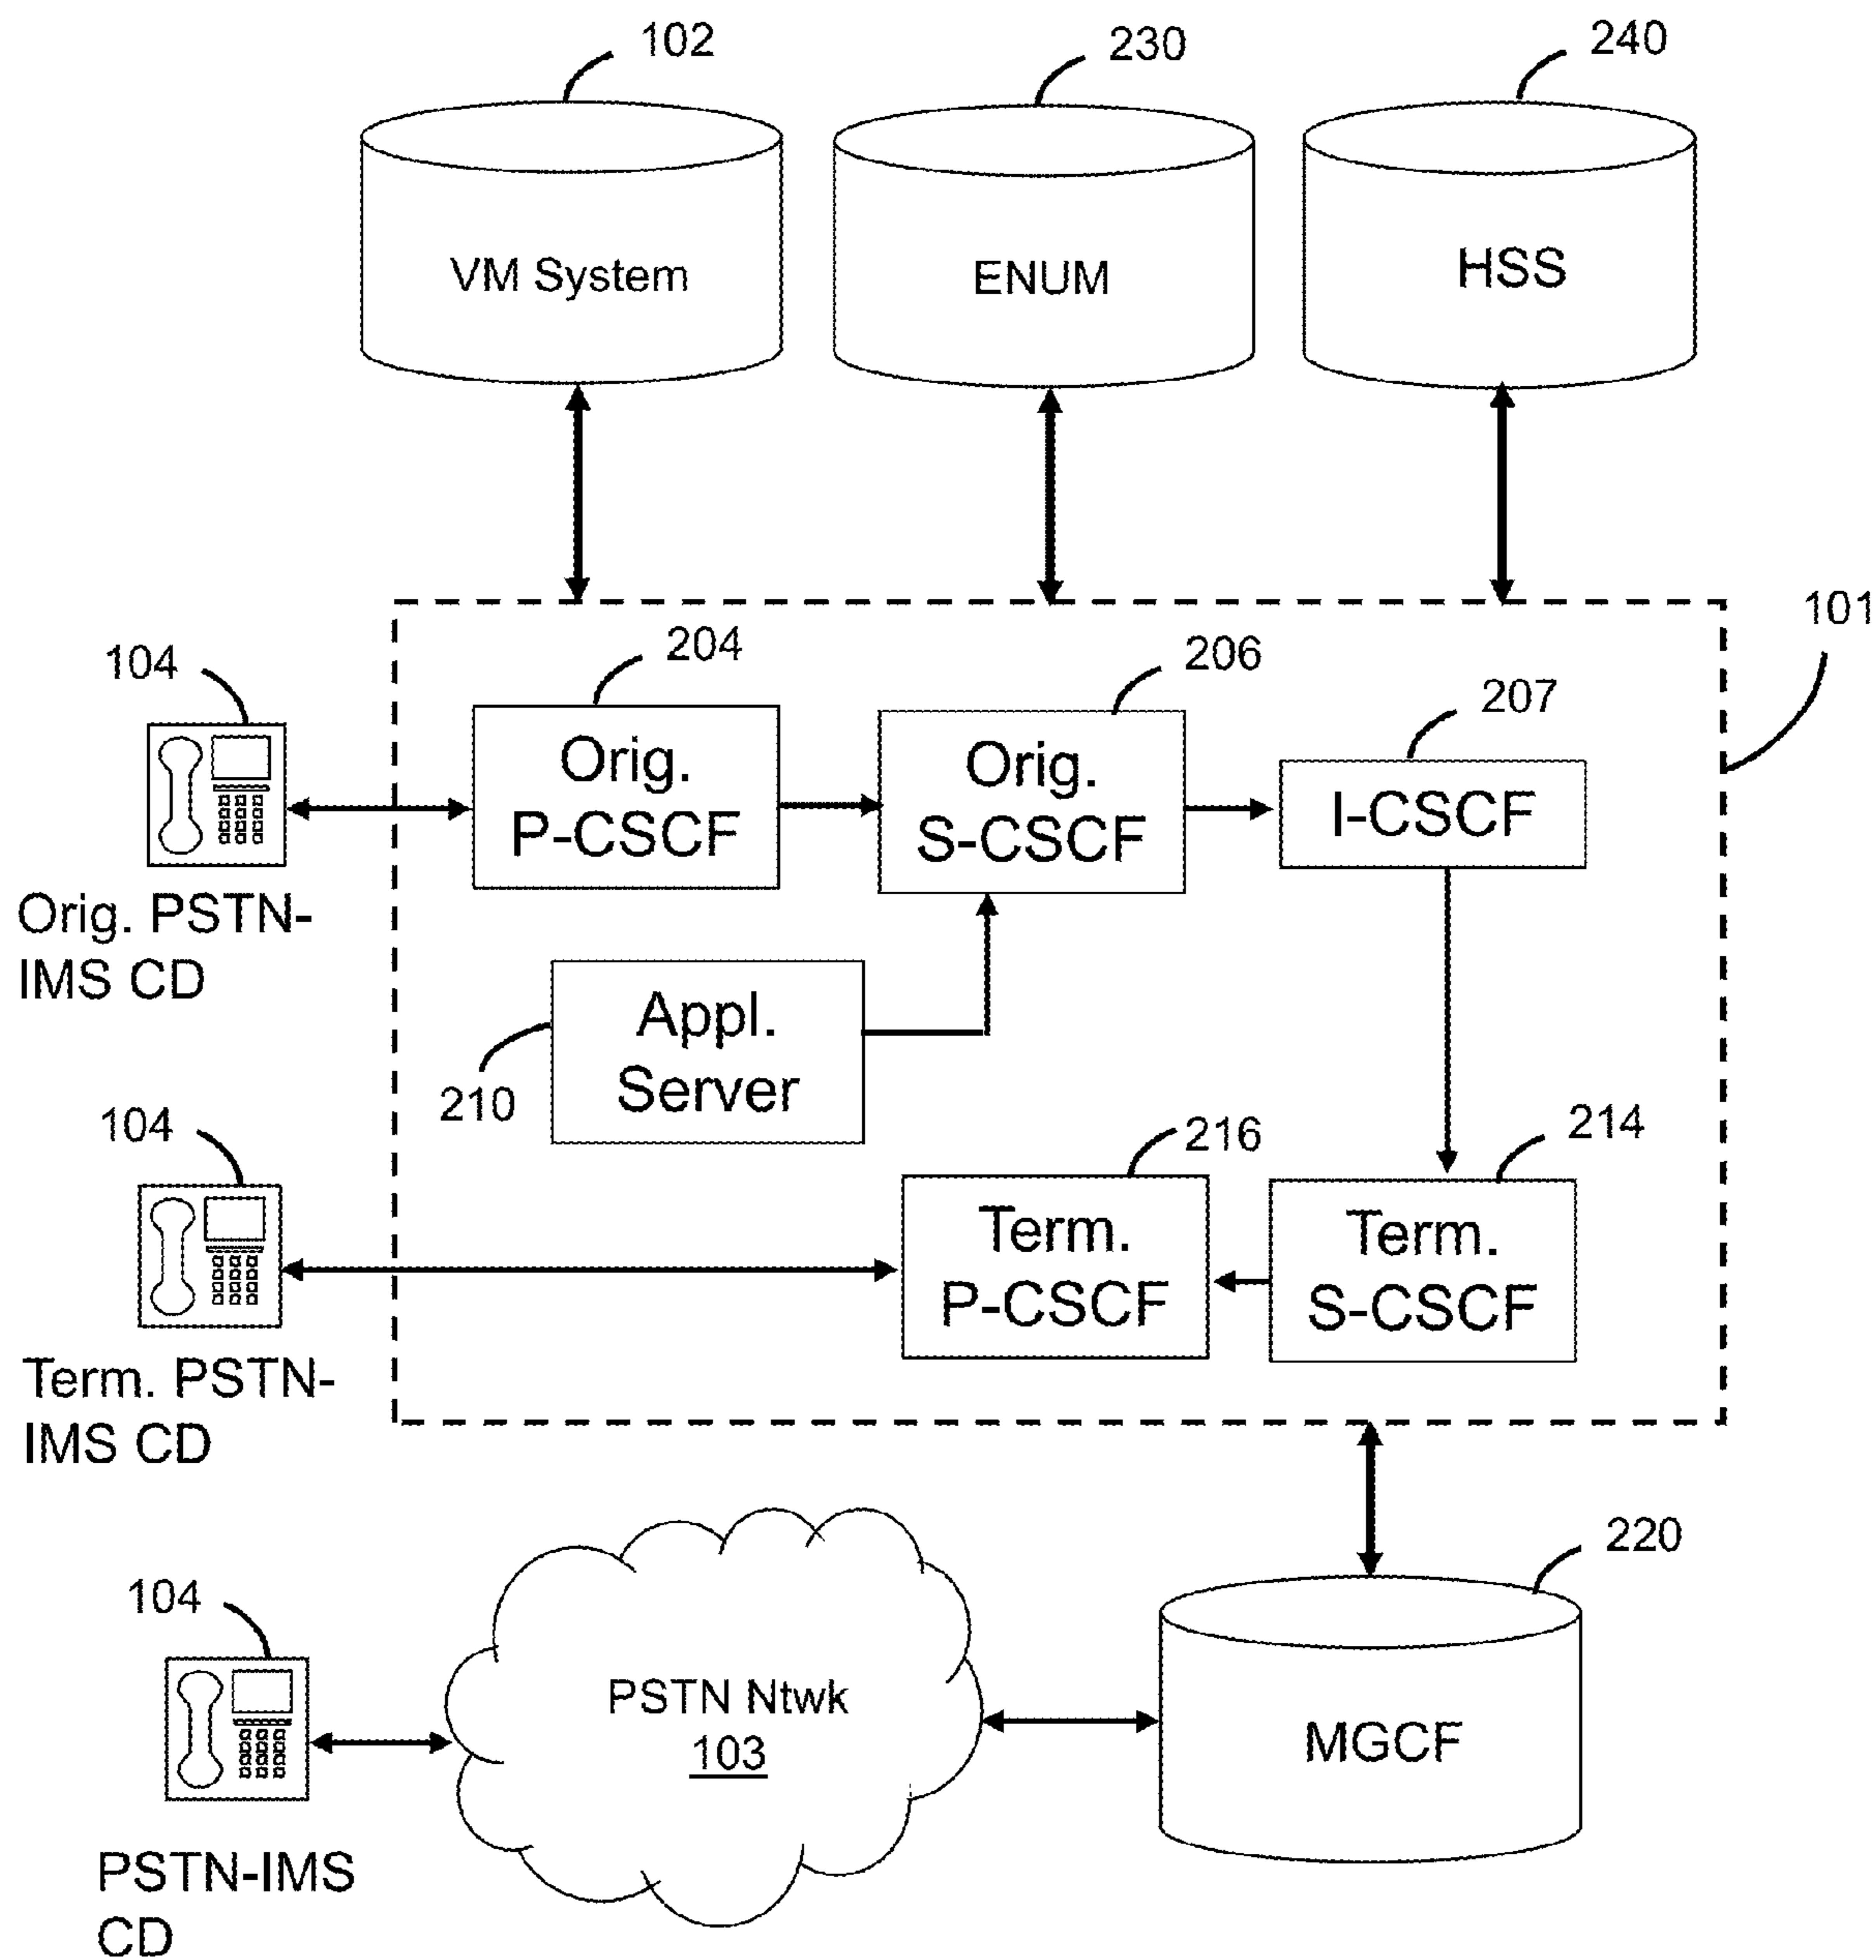 102
230
240
VM System
ENUM
HSS
101
104
204
206
207
Orig.
P-CSCF
Orig.
S-CSCF
I-CSCF
Orig. PSTN-
IMS CD
Appl.
Server
210
104
216
214
Term.
P-CSCF
Term.
S-CSCF
Term. PSTN-
IMS CD
220
104
PSTN Ntwk
103
MGCF
PSTN-IMS
CD